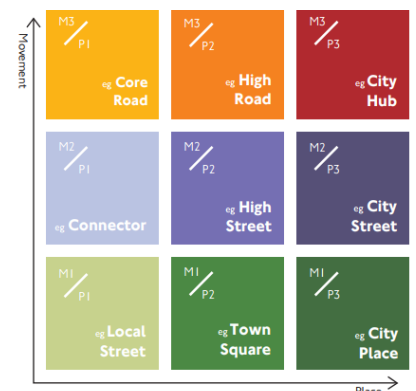 Movement
M3/P1
eg Core
Road
M3/P2
eg High
Road
M3/P3
eg City
Hub
M2/P1
eg Connector
M2/P2
eg High
Street
M2/P3
eg City
Street
M1/P1
eg Local
Street
M1/P2
eg Town
Square
M1/P3
eg City
Place
Place